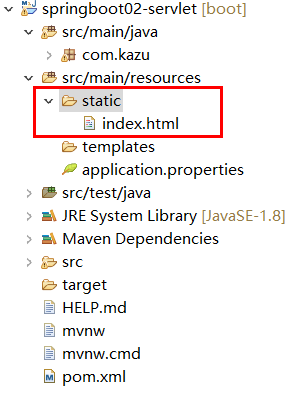 springboot02-servlet [boot]
src/main/java
com.kazu
src/main/resources
static
index.html
templates
application.properties
src/test/java
JRE System Library [JavaSE-1.8]
Maven Dependencies
src
target
HELP.md
mvnw
mvnw.cmd
pom.xml